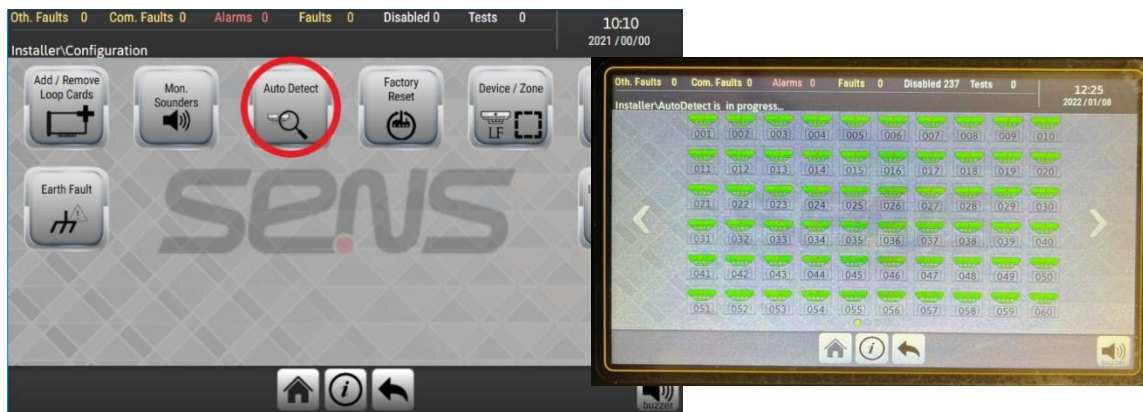 Oth. Faults 0 Com. Faults 0 Alarms 0 Faults 0 Disabled 0 Tests 0
10:10
2021 / 00/ 00
Installer\Configuration
Add / Remove
Loop Cards
Mon.
Sounders
Auto Detect
Factory
Reset
Device / Zone
LF
Earth Fault
SENS
i
buzzer
Oth. Faults 0 Com. Faults 0 Alarms 0 Faults 0 Disabled 237 Tests 0
12:25
2022 / 01/ 08
Installer\AutoDetect is in progress...
001 002 003 004 005 006 007 008 009 010
011 012 013 014 015 016 017 018 019 020
021 022 023 024 025 026 027 028 029 030
031 032 033 034 035 036 037 038 039 040
041 042 043 044 045 046 047 048 049 050
051 052 053 054 055 056 057 058 059 060
i
buzzer